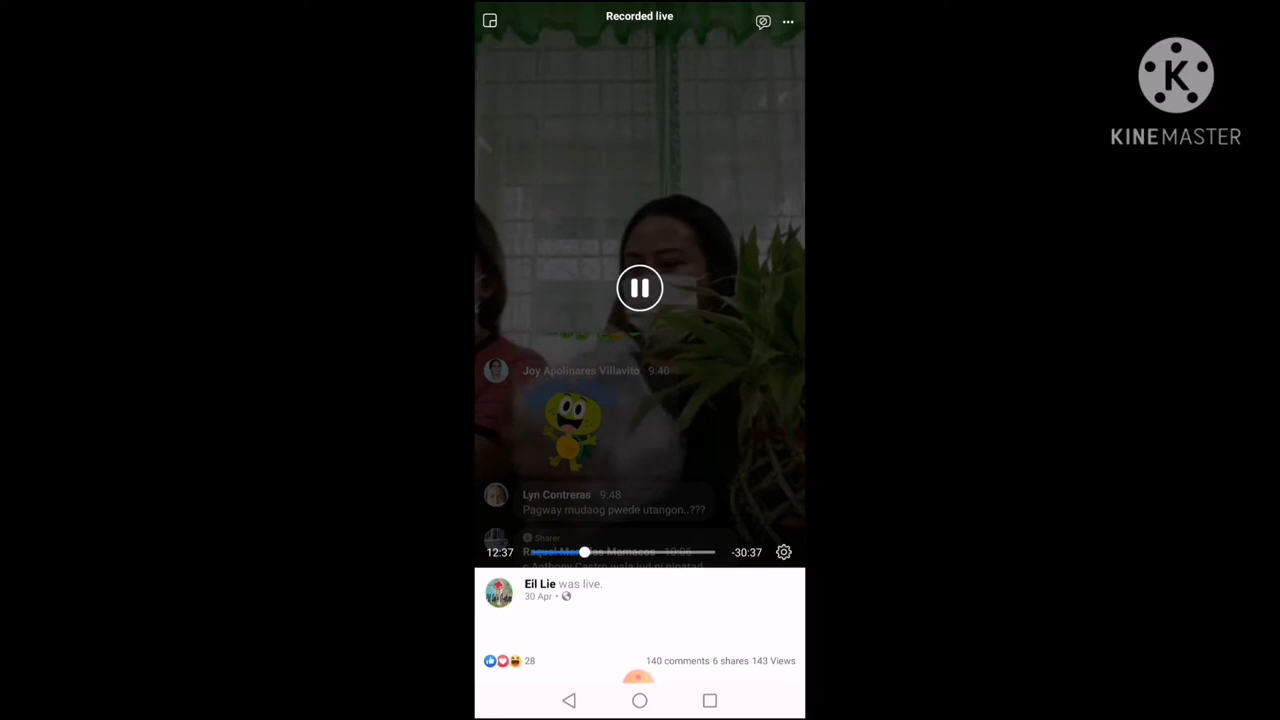 Recorded live
KINEMASTER
Joy Apolinares Villavito 9:40
Lyn Contreras 9:48
Pagway mudaog pwede utangon..???
Sharer
12:37
-30:37
Eil Lie was live.
30 Apr
28
140 comments 6 shares 143 Views